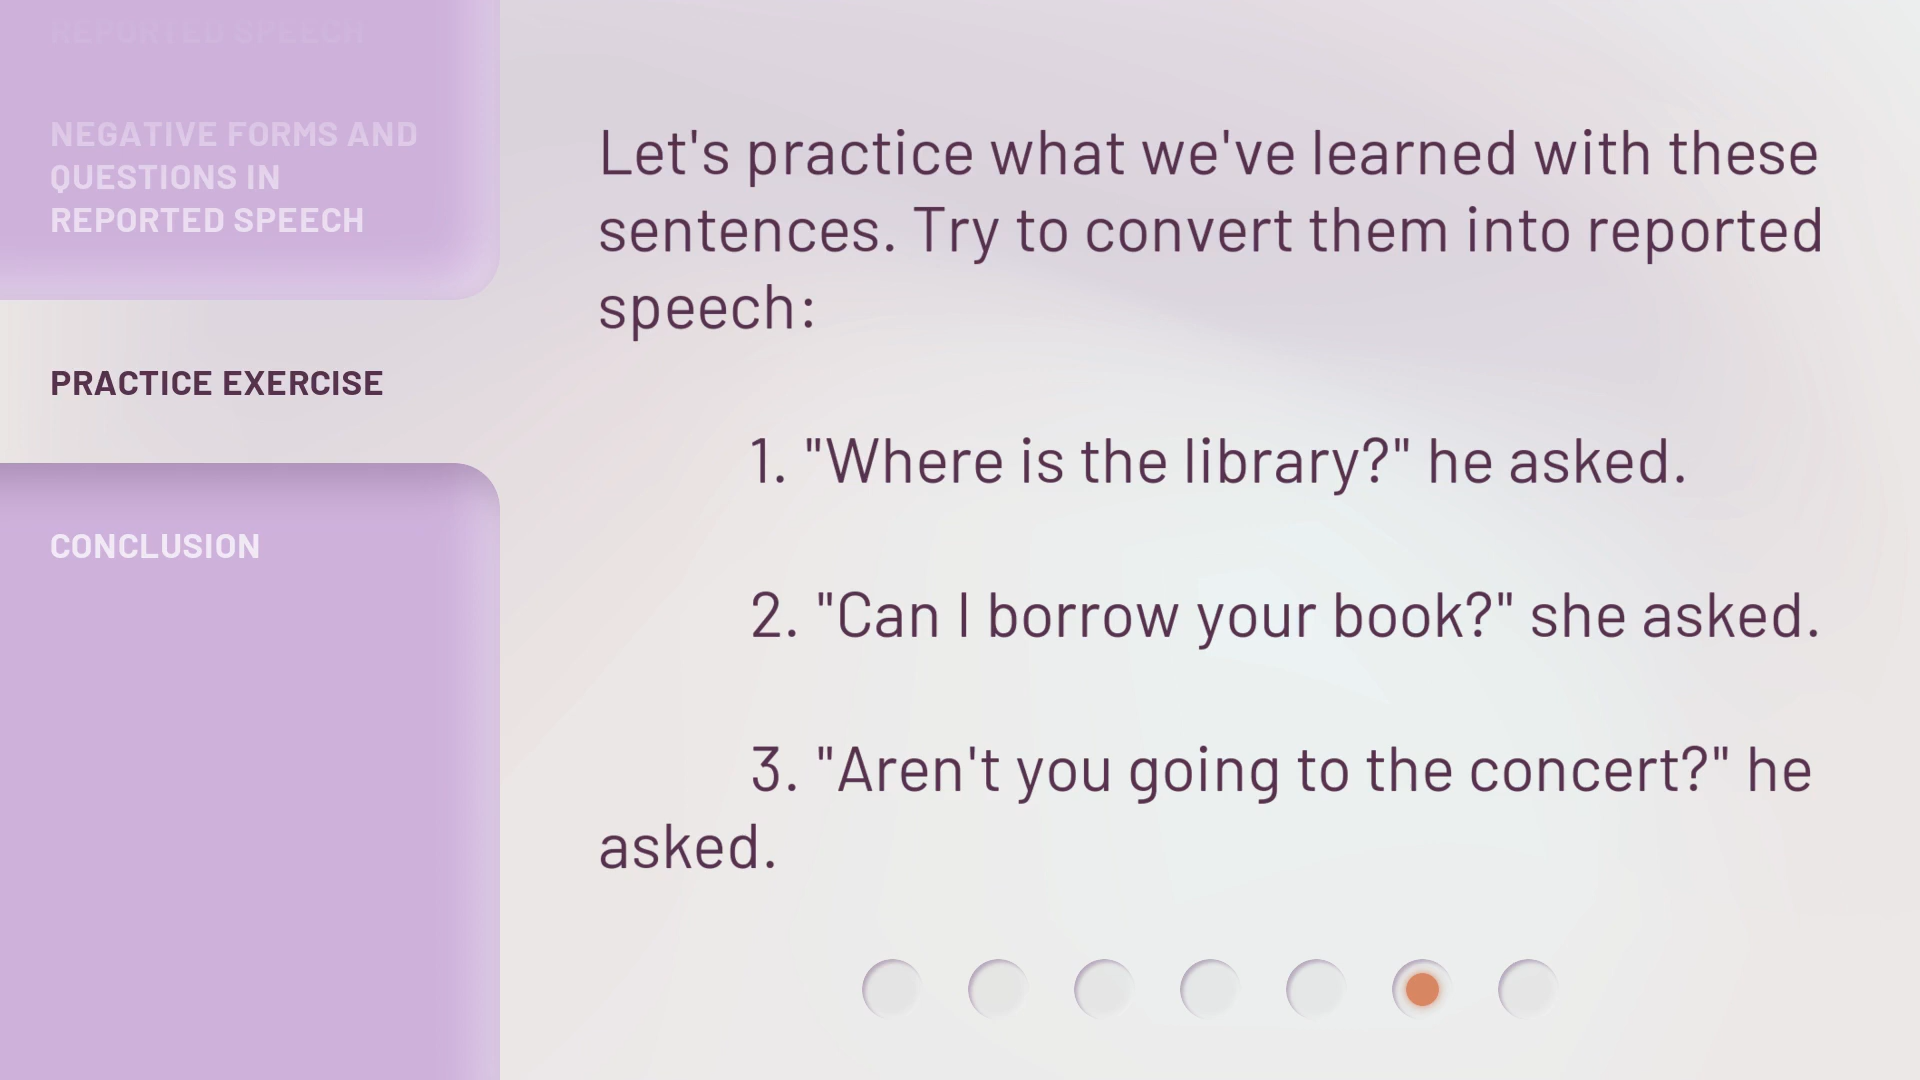 REPORTED SPEECH
NEGATIVE FORMS AND
QUESTIONS IN
REPORTED SPEECH
PRACTICE EXERCISE
CONCLUSION
Let's practice what we've learned with these
sentences. Try to convert them into reported
speech:
1. "Where is the library?" he asked.
2. "Can I borrow your book?" she asked.
3. "Aren't you going to the concert?" he
asked.